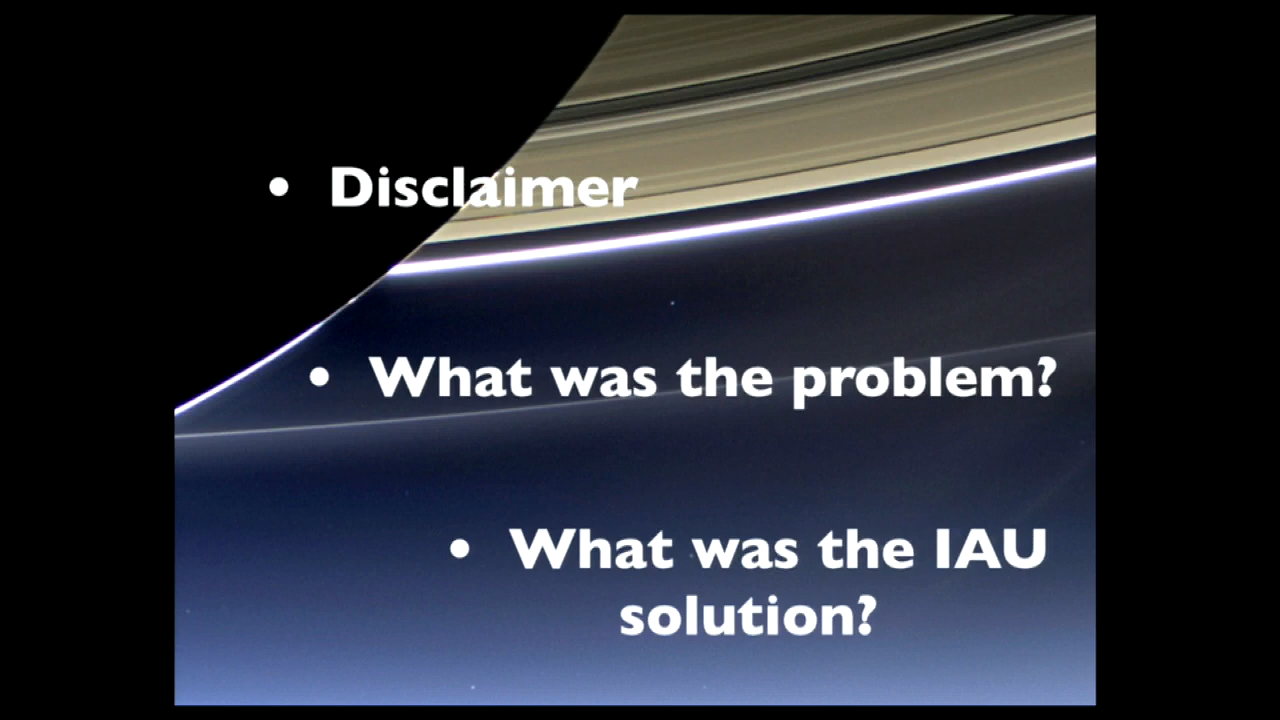 • Disclaimer
• What was the problem?
• What was the IAU
solution?